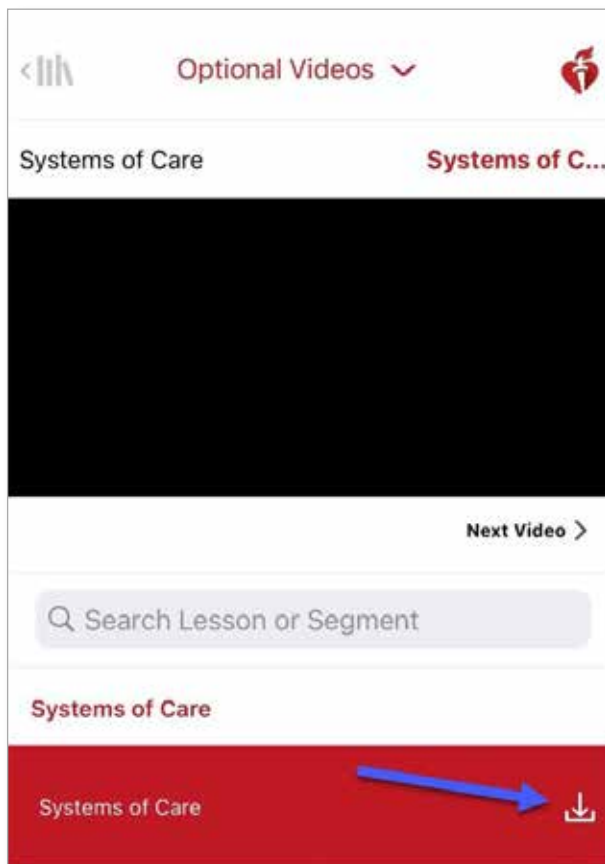 Optional Videos
Systems of Care Systems of C...
Next Video
Search Lesson or Segment
Systems of Care
Systems of Care